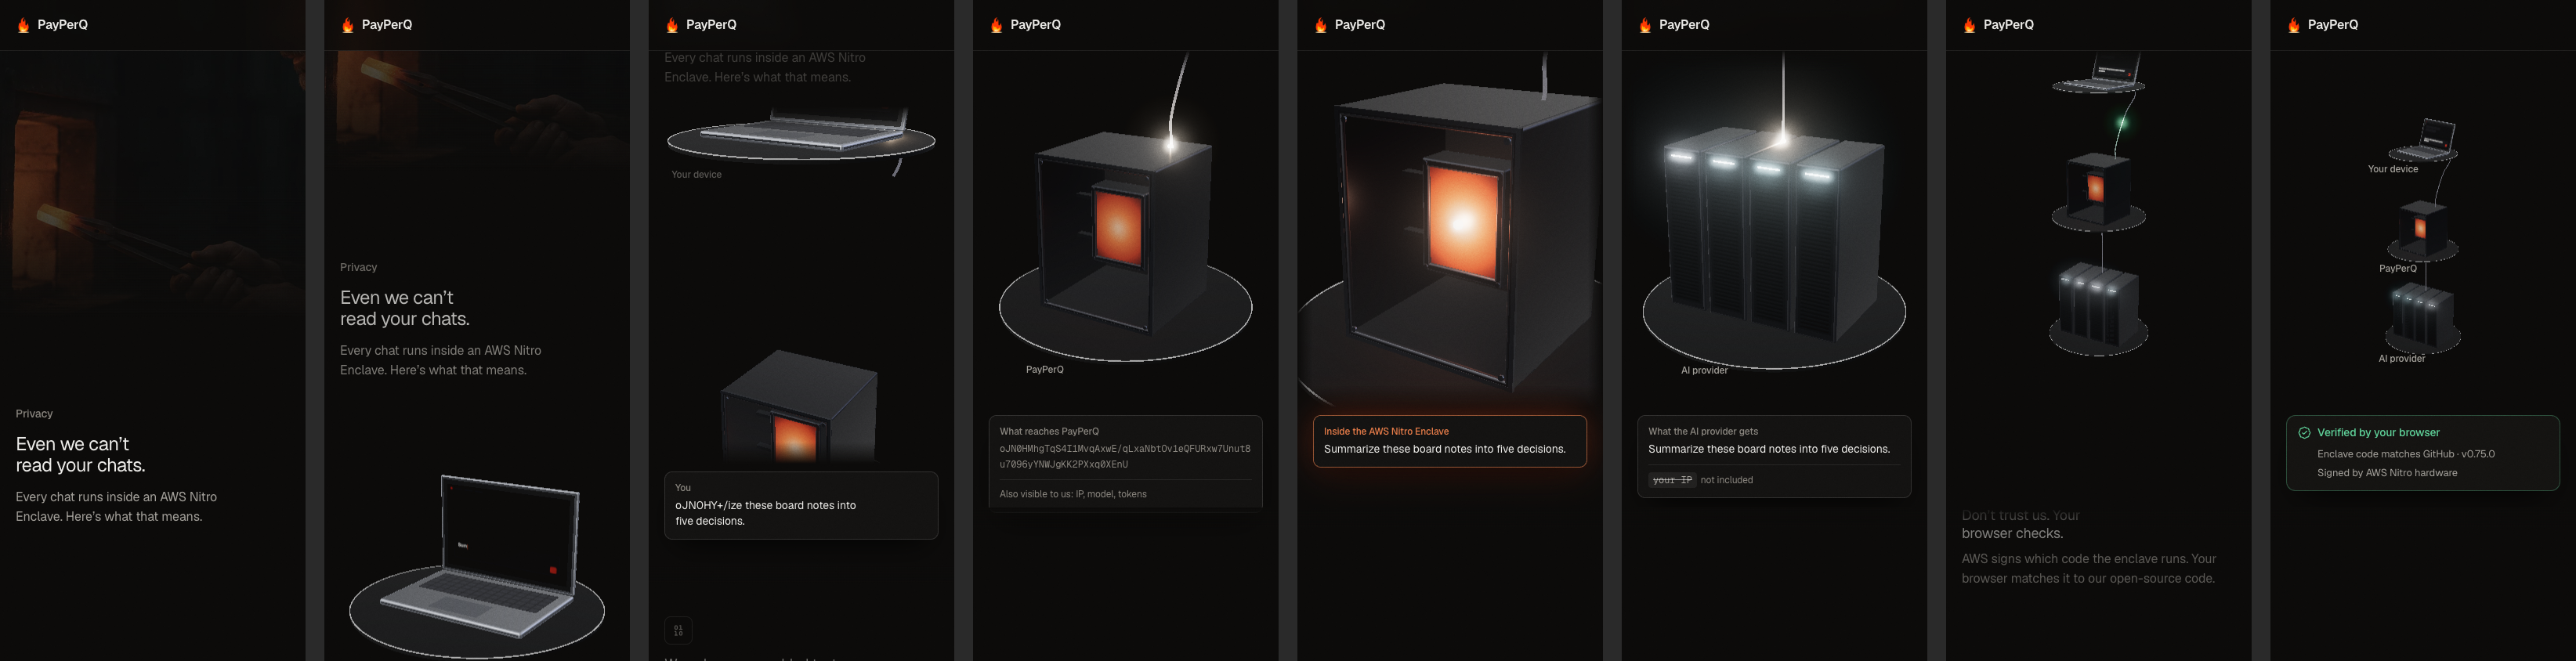 PayPerQ
Privacy
Even we can't
read your chats.
Every chat runs inside an AWS Nitro
Enclave. Here's what that means.
PayPerQ
Privacy
Even we can't
read your chats.
Every chat runs inside an AWS Nitro
Enclave. Here's what that means.
PayPerQ
Every chat runs inside an AWS Nitro
Enclave. Here's what that means.
Your device
You
oJNOHY+/ize these board notes into
five decisions.
01
10
PayPerQ
PayPerQ
What reaches PayPerQ
oJN0HMhgTqS4I1MvqAxwE/qLxaNbtOv1eQFURxw7Unut8
u7096yYNWJgKK2PXxq0XEnU
Also visible to us: IP, model, tokens
PayPerQ
Inside the AWS Nitro Enclave
Summarize these board notes into five decisions.
PayPerQ
AI provider
What the AI provider gets
Summarize these board notes into five decisions.
your IP not included
PayPerQ
Don't trust us. Your
browser checks.
AWS signs which code the enclave runs. Your
browser matches it to our open-source code.
PayPerQ
Your device
PayPerQ
AI provider
Verified by your browser
Enclave code matches GitHub · v0.75.0
Signed by AWS Nitro hardware